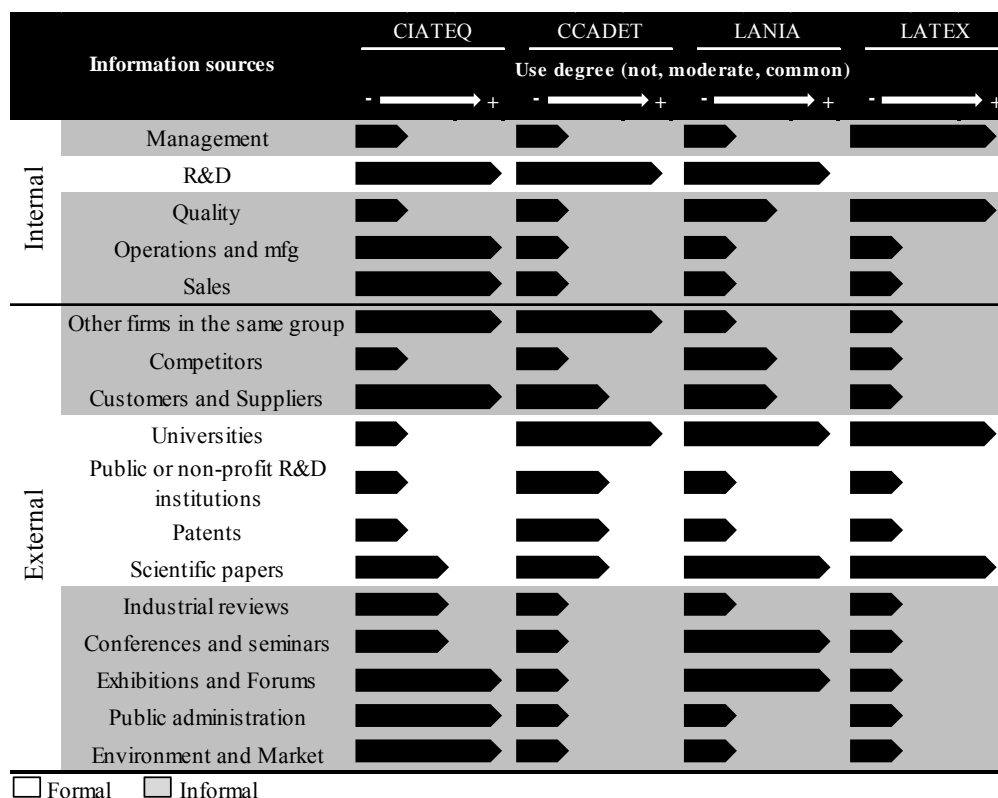 CIATEQ CCADET LANIA LATEX
Information sources
Use degree (not, moderate, common)
- + - + - + - +
Internal
Management
R&D
Quality
Operations and mfg
Sales
External
Other firms in the same group
Competitors
Customers and Suppliers
Universities
Public or non-profit R&D
institutions
Patents
Scientific papers
Industrial reviews
Conferences and seminars
Exhibitions and Forums
Public administration
Environment and Market
Formal Informal